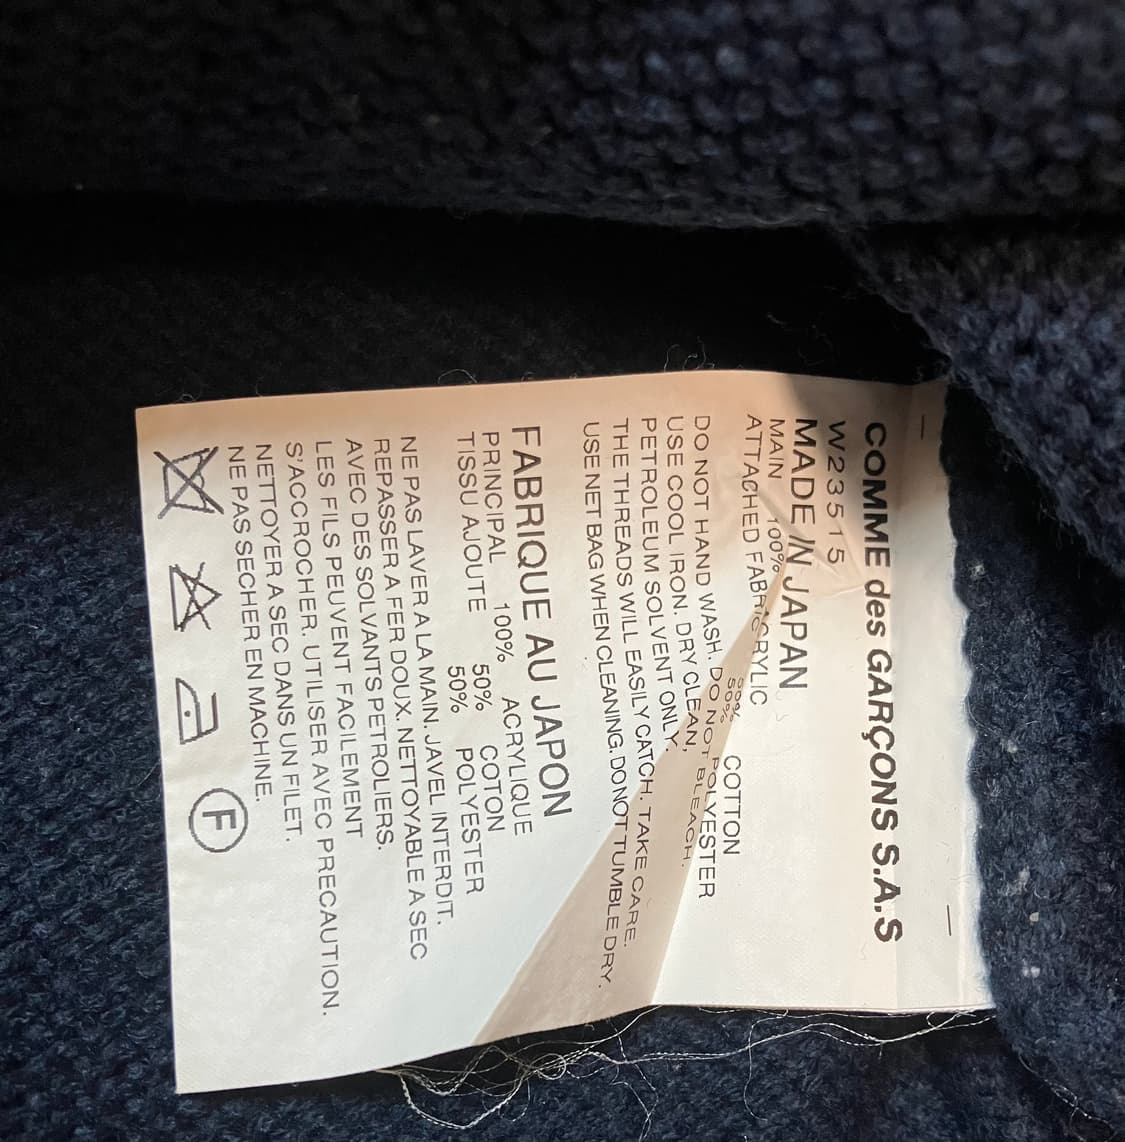 COMME des GARÇONS S.A.S
W23515
MADE IN JAPAN
MAIN 100% ACRYLIC
ATTACHED FABRIC 50% COTTON
50% POLYESTER
DO NOT HAND WASH. DO NOT BLEACH.
USE COOL IRON. DRY CLEAN,
PETROLEUM SOLVENT ONLY.
THE THREADS WILL EASILY CATCH. TAKE CARE.
USE NET BAG WHEN CLEANING. DO NOT TUMBLE DRY.
FABRIQUE AU JAPON
PRINCIPAL 100% ACRYLIQUE
TISSU AJOUTE 50% COTON
50% POLYESTER
NE PAS LAVER A LA MAIN. JAVEL INTERDIT.
REPASSER A FER DOUX. NETTOYABLE A SEC
AVEC DES SOLVANTS PETROLIERS.
LES FILS PEUVENT FACILEMENT
S'ACCROCHER. UTILISER AVEC PRECAUTION.
NETTOYER A SEC DANS UN FILET.
NE PAS SECHER EN MACHINE.
F